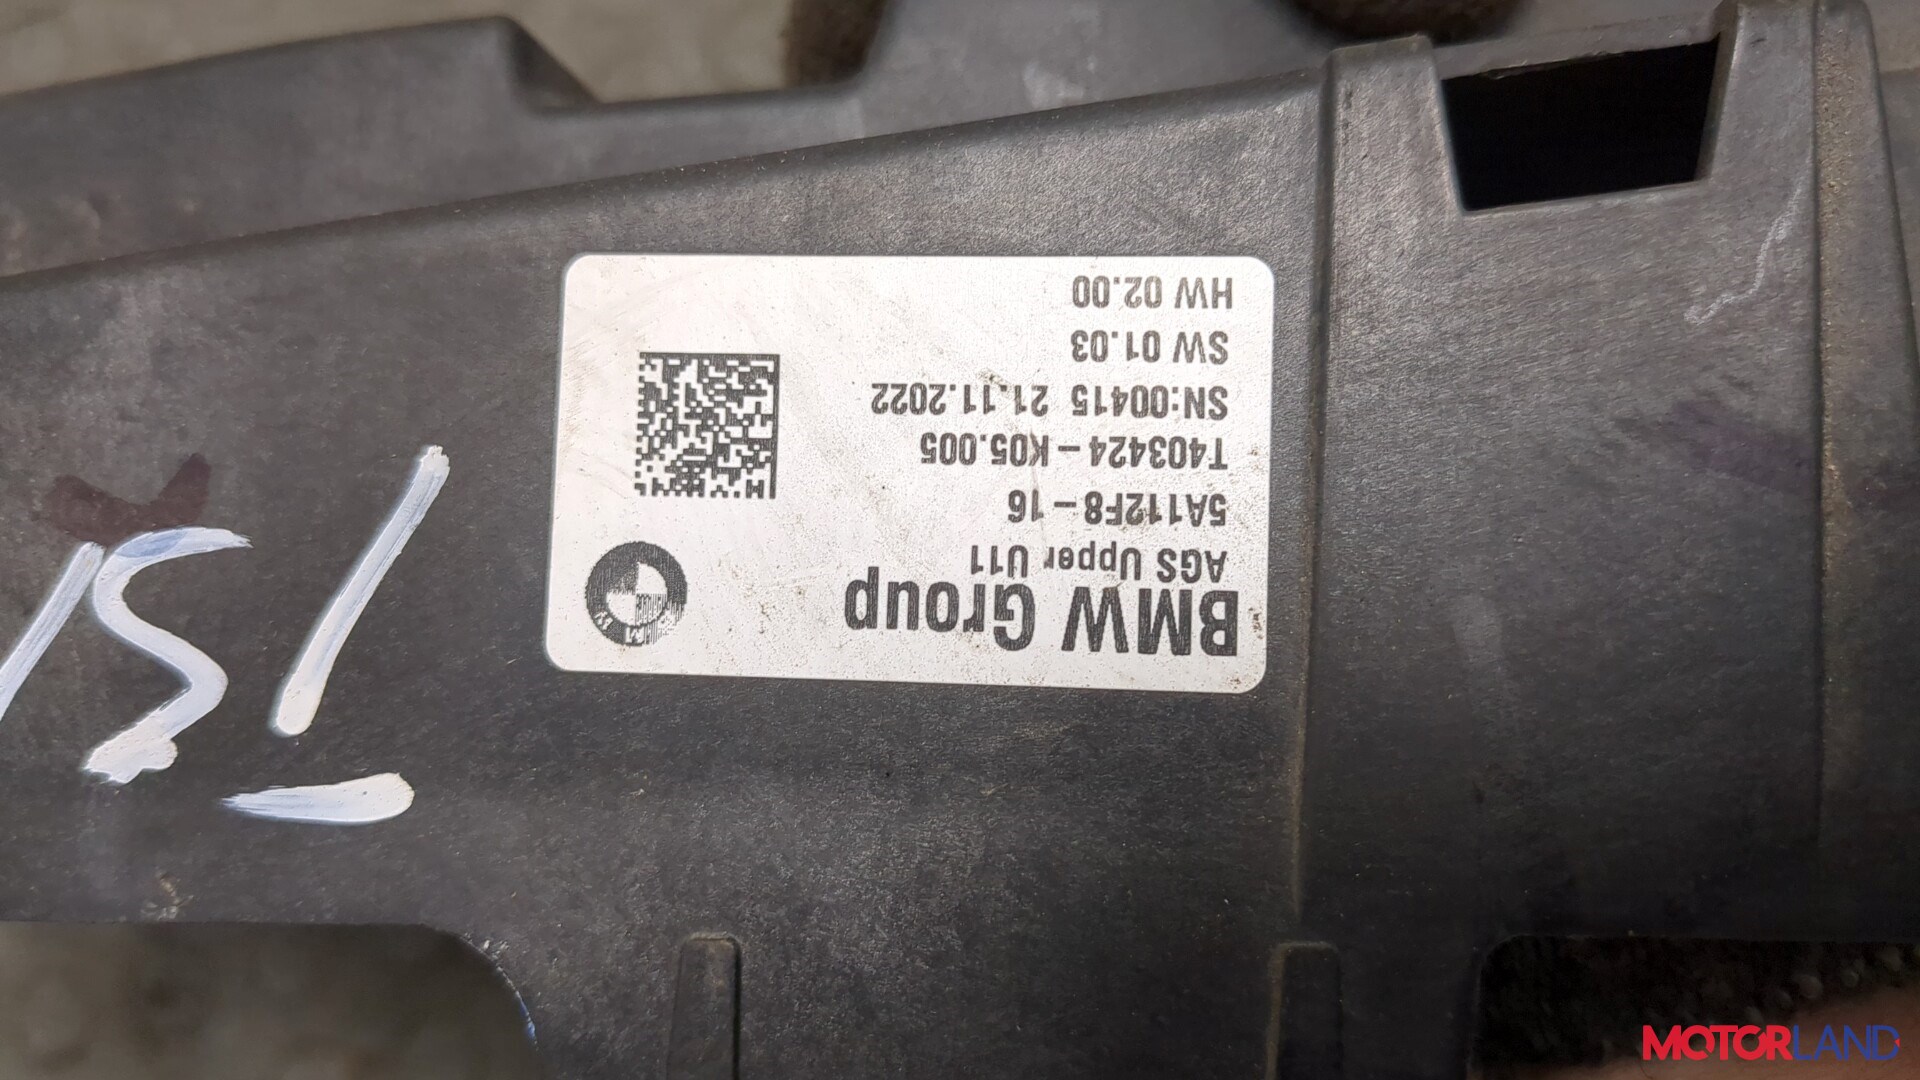 BMW Group
AGS Upper U11
5A112F8-16
T403424-K05.005
SN:00415 21.11.2022
SW 01.03
HW 02.00
MOTORLAND